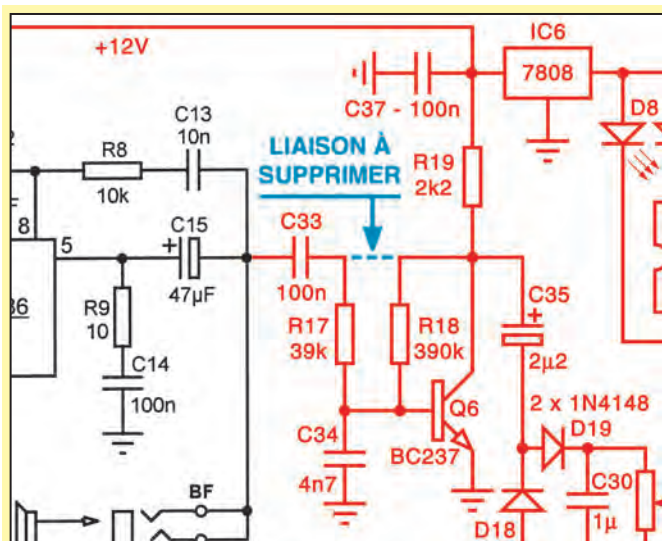 +12V
IC6
7808
C37 - 100n
D8
C13
10n
R8
10k
LIAISON À
SUPPRIMER
R19
2k2
8
5
C15
+
47µF
C33
100n
C35
+
2µ2
R9
10
R17
39k
R18
390k
C14
100n
Q6
BC237
2 x 1N4148
D19
C34
4n7
C30
1µ
D18
BF